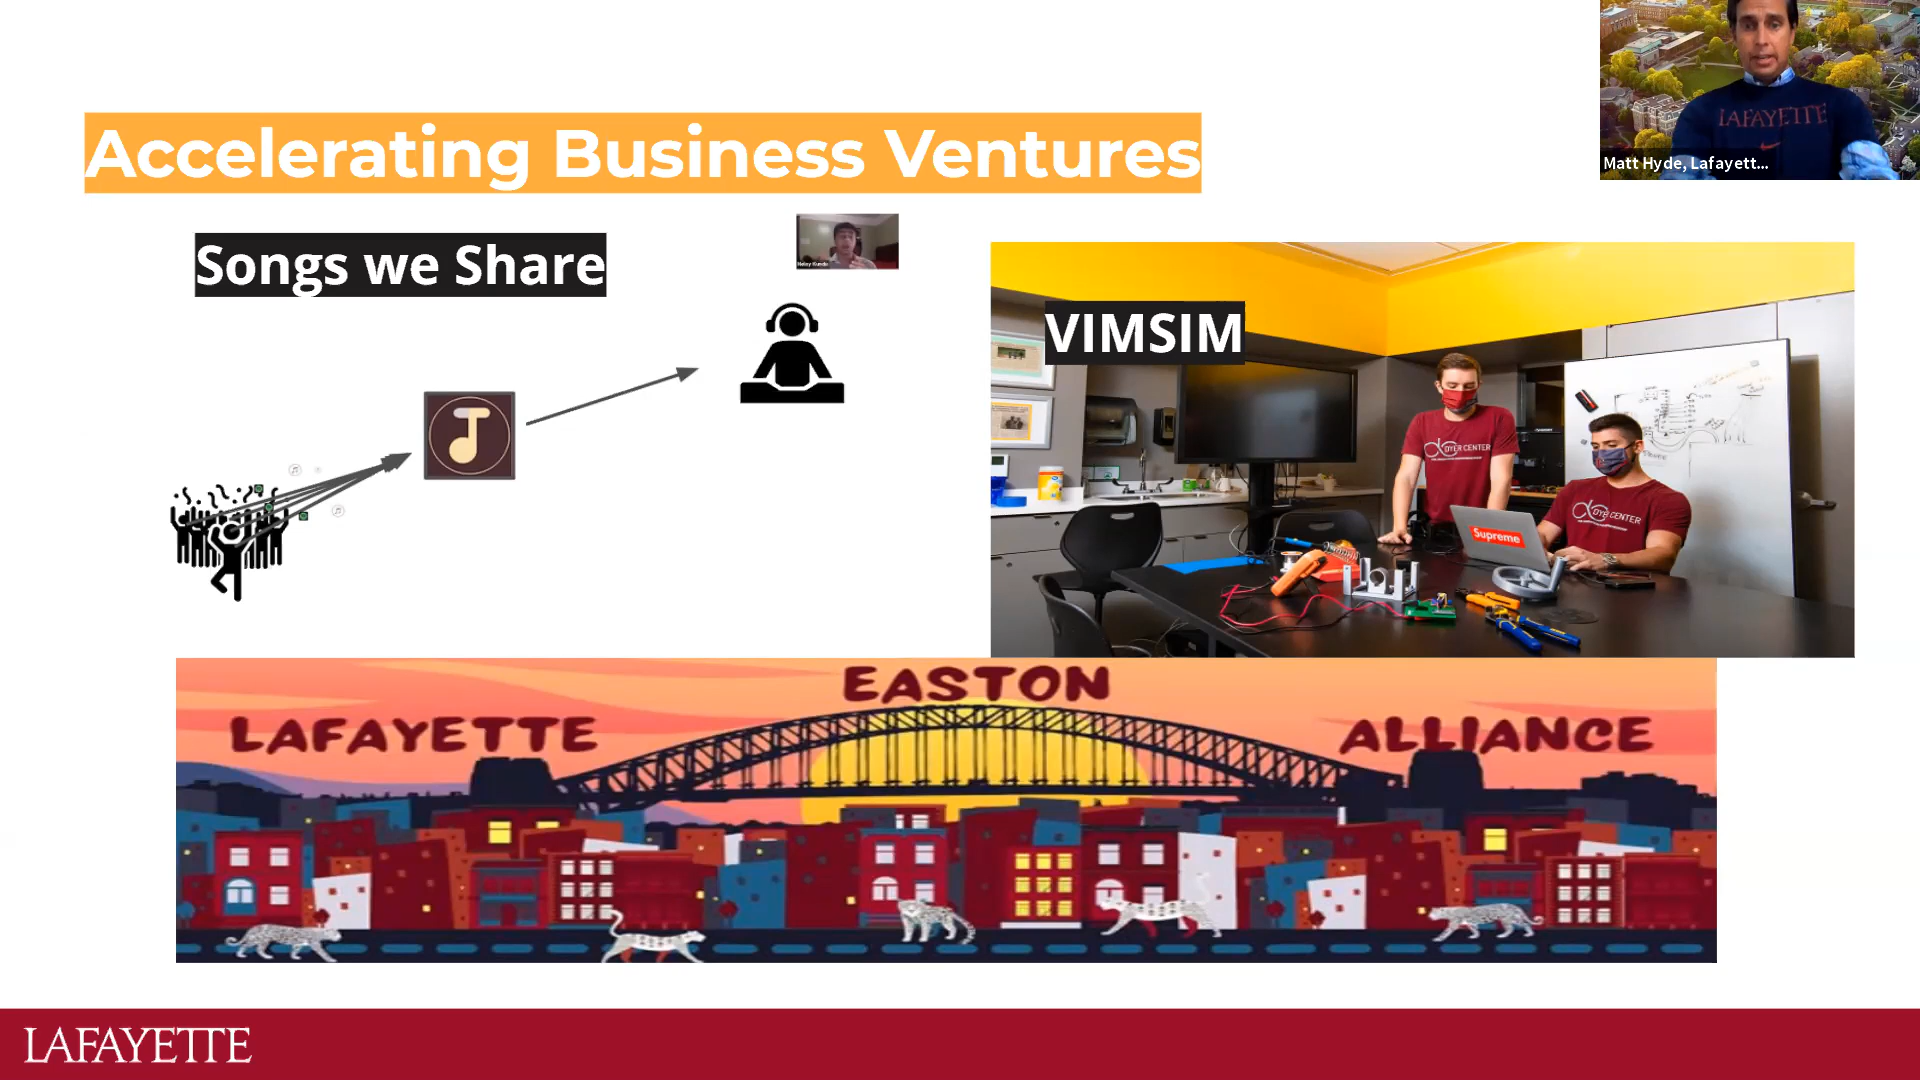 Accelerating Business Ventures
Matt Hyde, Lafayett...
Songs we Share
VIMSIM
LAFAYETTE
DYER CENTER
DYER CENTER
Supreme
EASTON
LAFAYETTE
ALLIANCE
LAFAYETTE